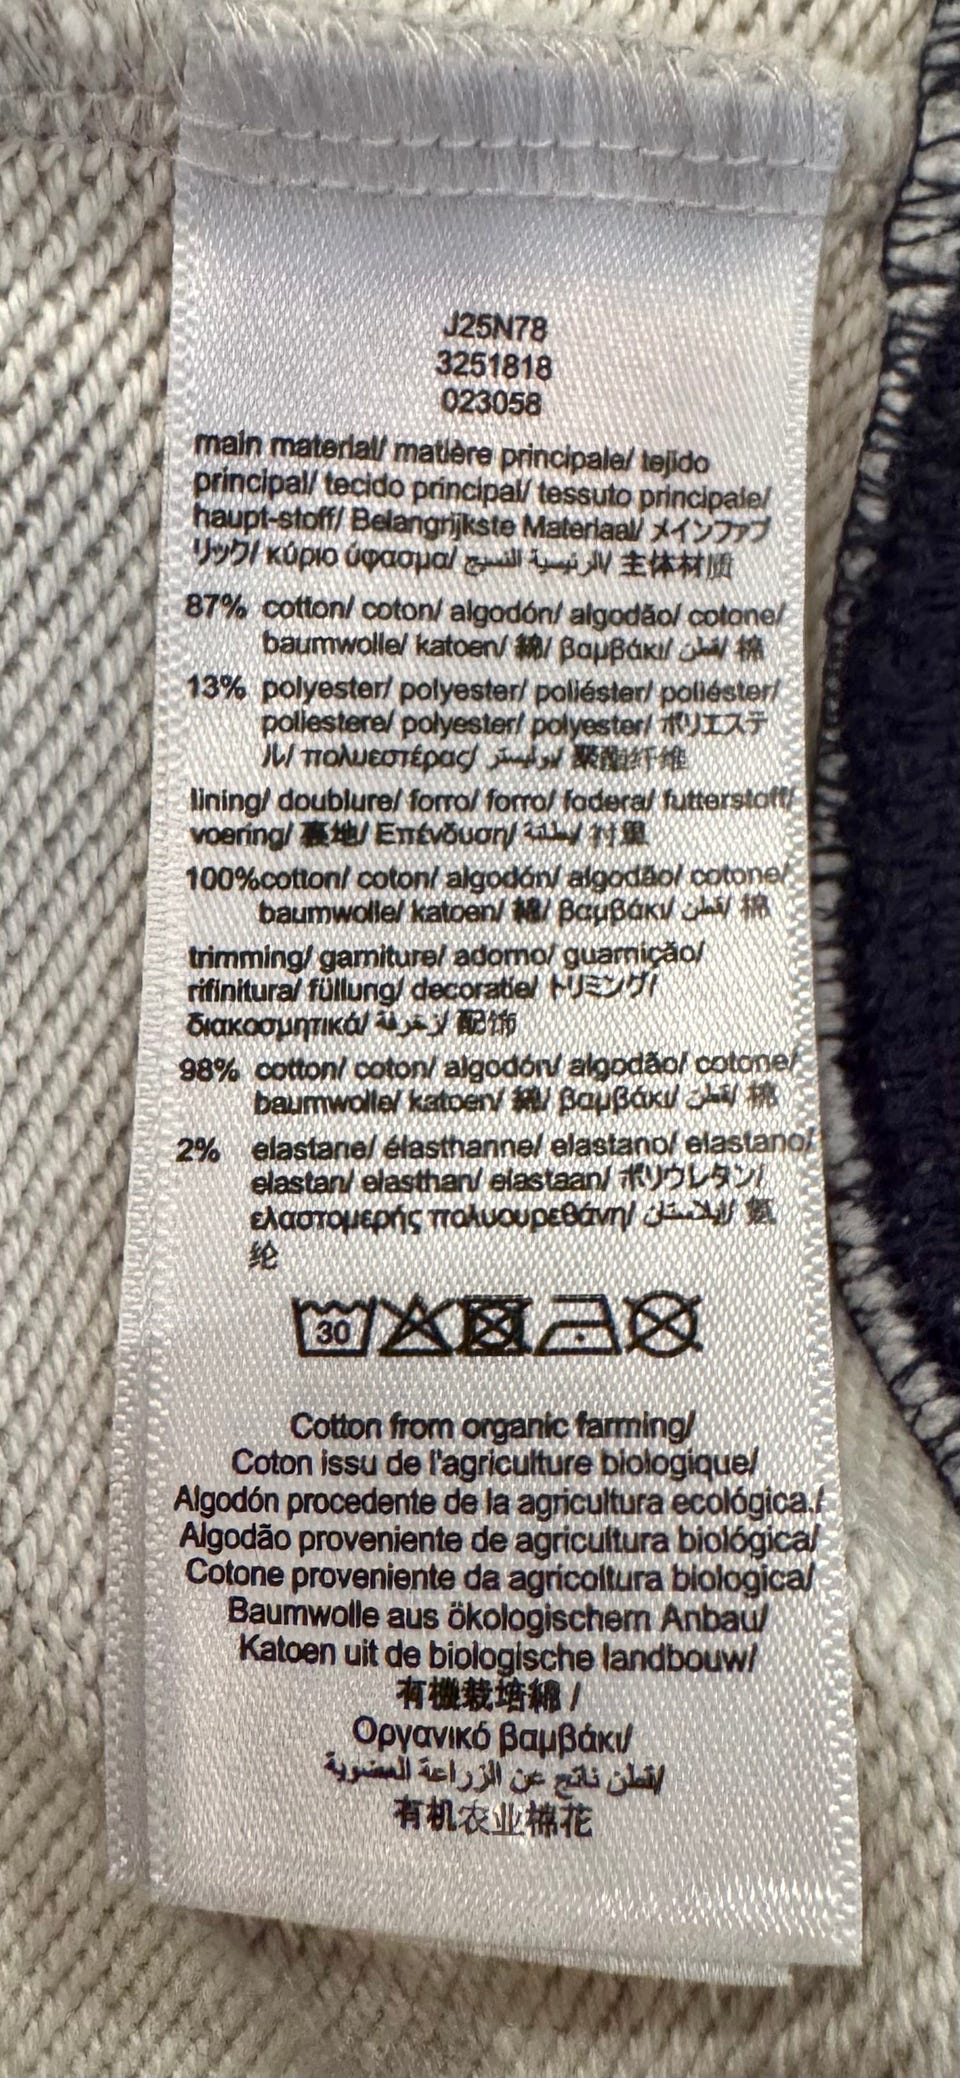 J25N78
3251818
023058
main material/ matière principale/ tejido
principal/ tecido principal/ tessuto principale/
haupt-stoff/ Belangrijkste Materiaal/ メインファブ
リック/ κύριο ύφασμα/ الرئيسية النسيج/ 主体材质
87% cotton/ coton/ algodón/ algodão/ cotone/
baumwolle/ katoen/ 綿/ βαμβάκι/ قطن/ 棉
13% polyester/ polyester/ poliéster/ poliéster/
poliestere/ polyester/ polyester/ ポリエステ
ル/ πολυεστέρας/ بوليستر/ 聚酯纤维
lining/ doublure/ forro/ forro/ fodera/ futterstoff/
voering/ 裏地/ Επένδυση/ بطانة/ 衬里
100%cotton/ coton/ algodón/ algodão/ cotone/
baumwolle/ katoen/ 綿/ βαμβάκι/ قطن/ 棉
trimming/ garniture/ adorno/ guarnição/
rifinitura/ füllung/ decoratie/ トリミング/
διακοσμητικά/ زخرفة/ 配饰
98% cotton/ coton/ algodón/ algodão/ cotone/
baumwolle/ katoen/ 綿/ βαμβάκι/ قطن/ 棉
2% elastane/ élasthanne/ elastano/ elastano/
elastan/ elasthan/ elastaan/ ポリウレタン/
ελαστομερής πολυουρεθάνη/ إيلاستان/ 氨
纶
30
Cotton from organic farming/
Coton issu de l'agriculture biologique/
Algodón procedente de la agricultura ecológica./
Algodão proveniente de agricultura biológica/
Cotone proveniente da agricoltura biologica/
Baumwolle aus ökologischem Anbau/
Katoen uit de biologische landbouw/
有機栽培綿 /
Οργανικό βαμβάκι/
قطن ناتج عن الزراعة العضوية/
有机农业棉花